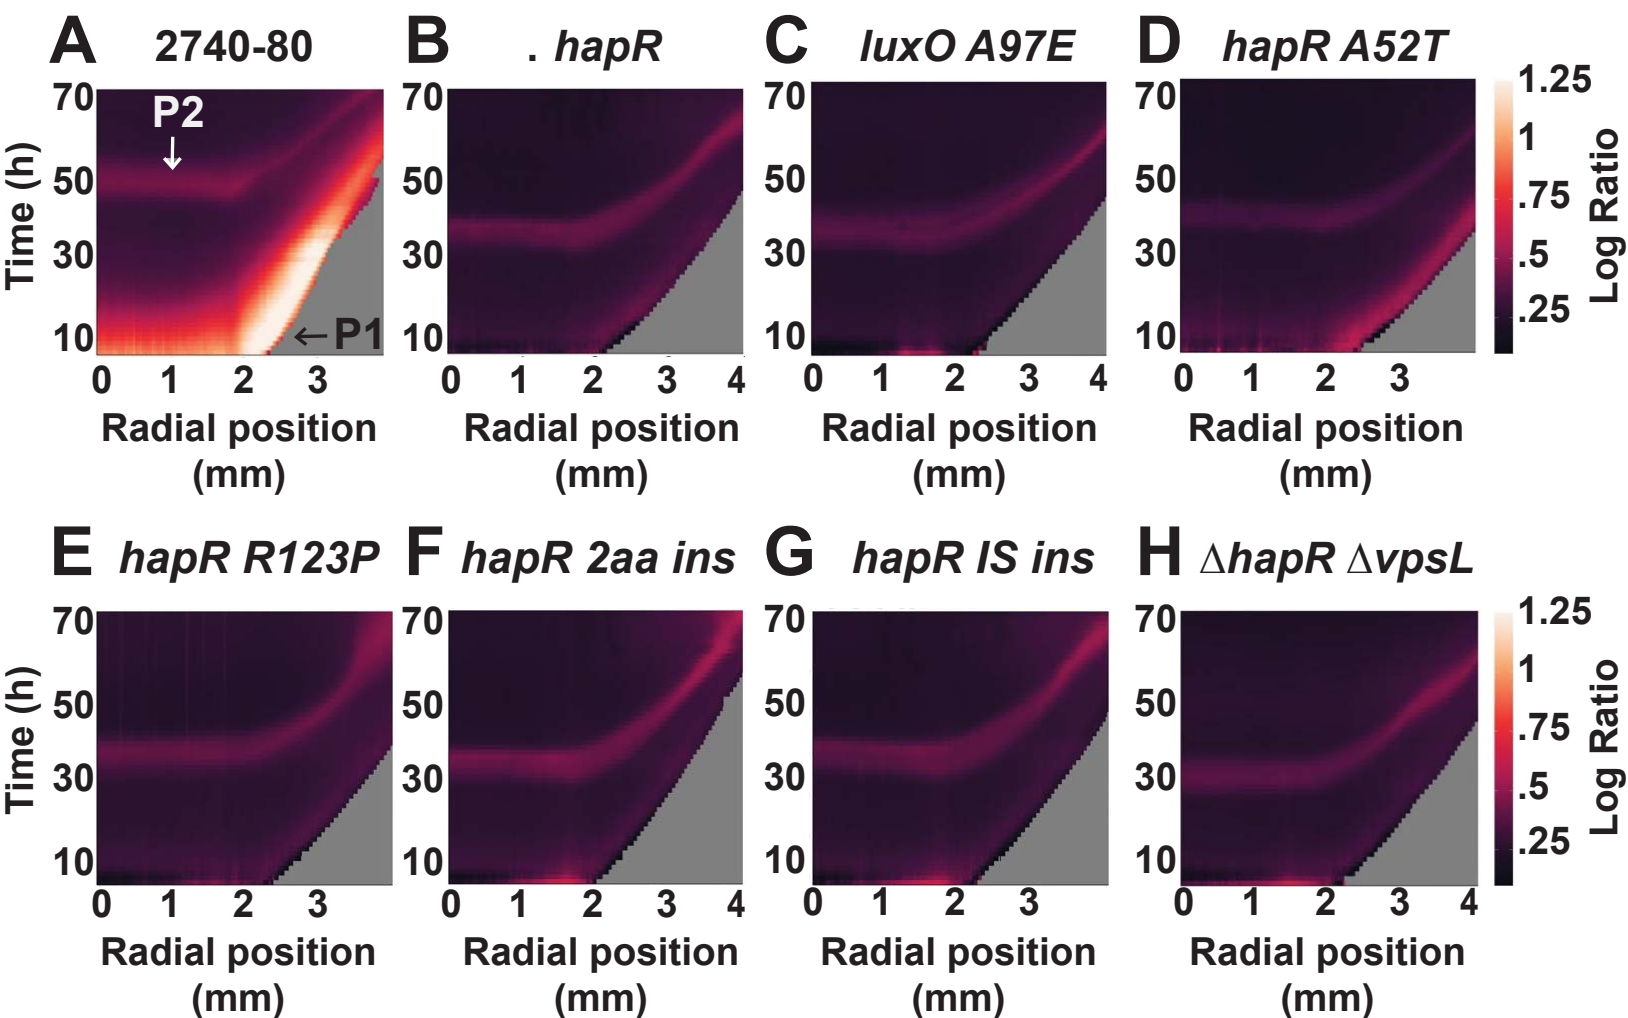 A 2740-80
B . hapR
C luxO A97E
D hapR A52T
70
50
30
10
Time (h)
P2
←P1
0 1 2 3
Radial position
(mm)
70
50
30
10
0 1 2 3 4
Radial position
(mm)
70
50
30
10
0 1 2 3 4
Radial position
(mm)
70
50
30
10
0 1 2 3
Radial position
(mm)
1.25
1
.75
.5
.25
Log Ratio
E hapR R123P
F hapR 2aa ins
G hapR IS ins
H ΔhapR ΔvpsL
70
50
30
10
Time (h)
0 1 2 3
Radial position
(mm)
70
50
30
10
0 1 2 3 4
Radial position
(mm)
70
50
30
10
0 1 2 3
Radial position
(mm)
70
50
30
10
0 1 2 3 4
Radial position
(mm)
1.25
1
.75
.5
.25
Log Ratio